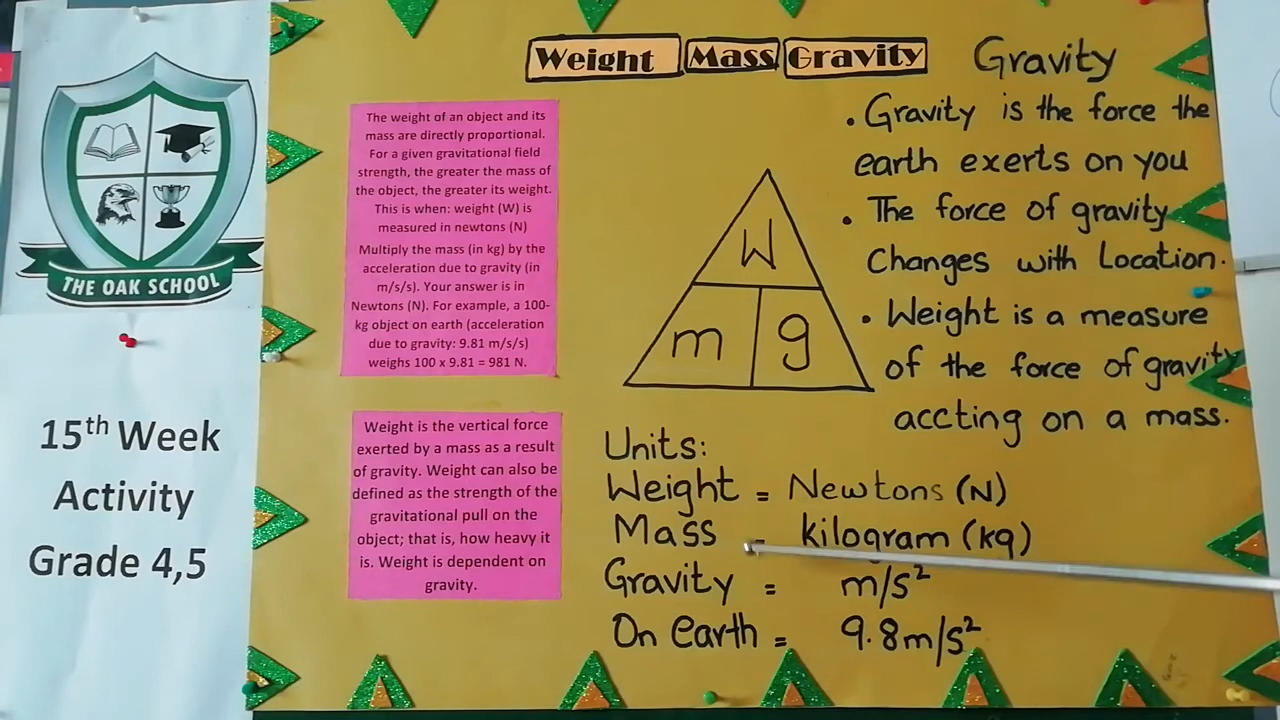 THE OAK SCHOOL
15th Week
Activity
Grade 4,5
Weight Mass Gravity
The weight of an object and its
mass are directly proportional.
For a given gravitational field
strength, the greater the mass of
the object, the greater its weight.
This is when: weight (W) is
measured in newtons (N)
Multiply the mass (in kg) by the
acceleration due to gravity (in
m/s/s). Your answer is in
Newtons (N). For example, a 100-
kg object on earth (acceleration
due to gravity: 9.81 m/s/s)
weighs 100 x 9.81 = 981 N.
Weight is the vertical force
exerted by a mass as a result
of gravity. Weight can also be
defined as the strength of the
gravitational pull on the
object; that is, how heavy it
is. Weight is dependent on
gravity.
W
m g
Gravity
• Gravity is the force the
earth exerts on you
• The force of gravity
Changes with Location.
• Weight is a measure
of the force of gravity
accting on a mass.
Units:
Weight = Newtons (N)
Mass = kilogram (kg)
Gravity = m/s²
On earth = 9.8m/s²